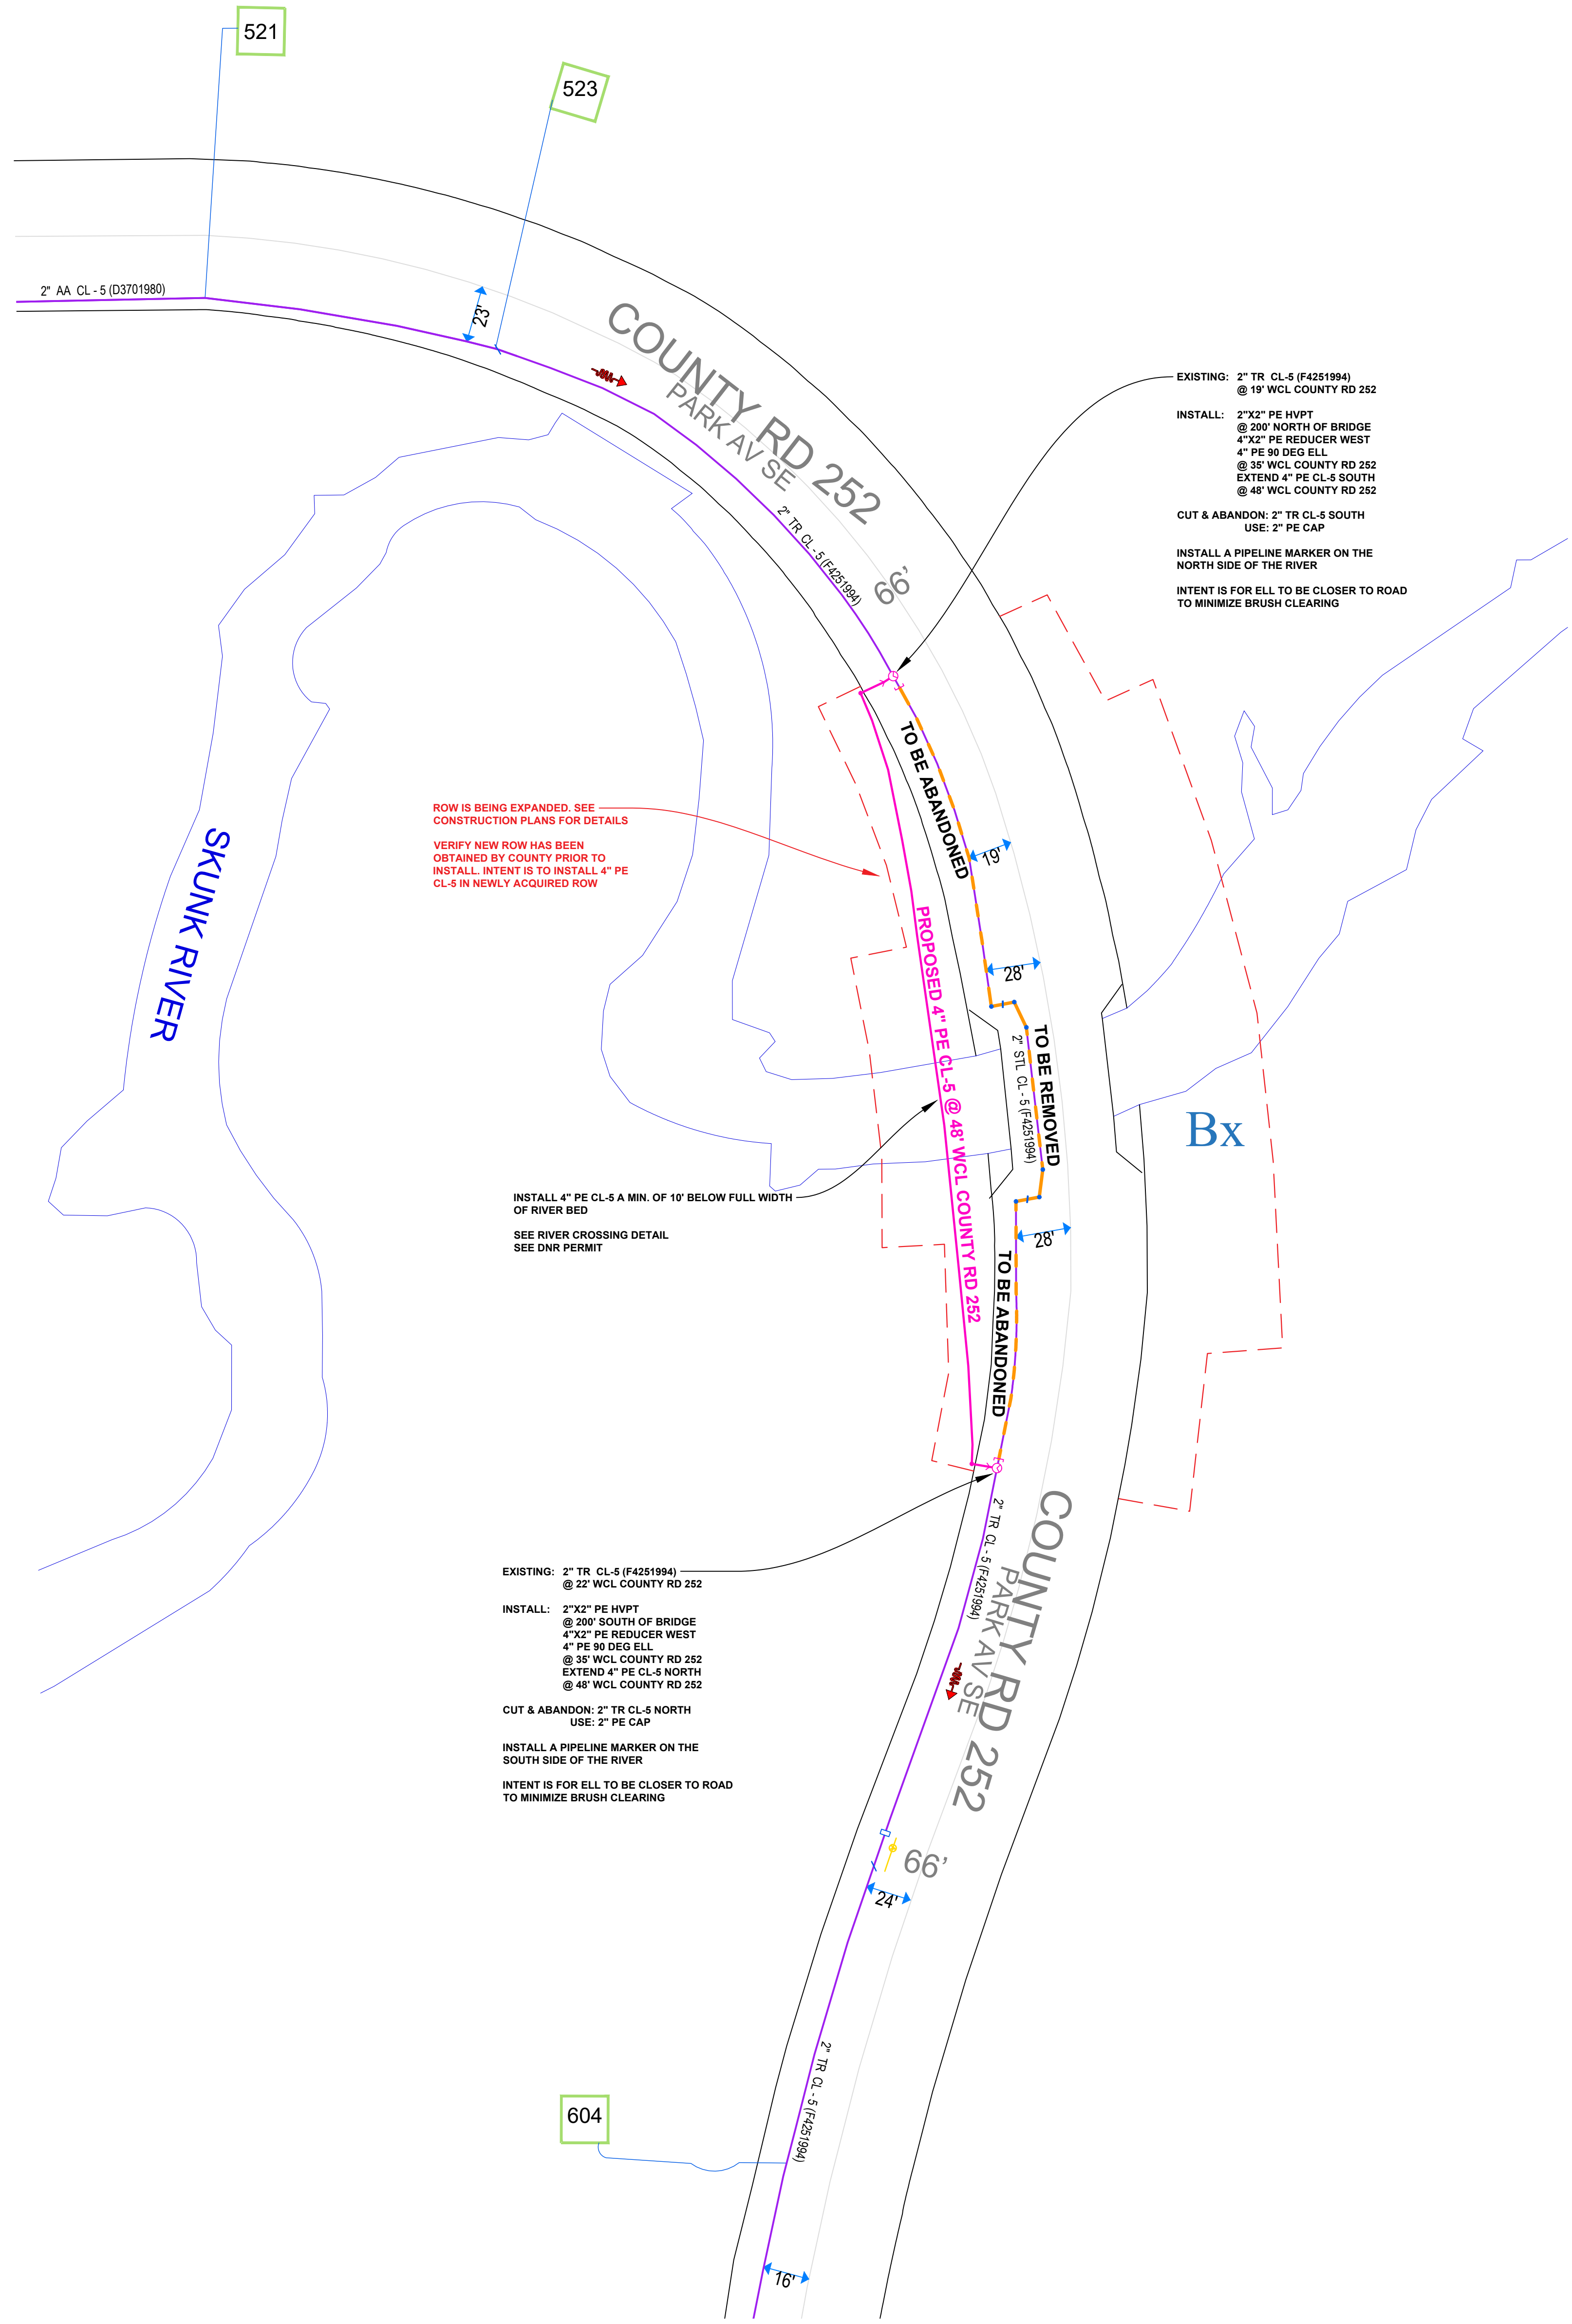 521
523
2" AA CL - 5 (D3701980)
23'
COUNTY RD 252
PARK AV SE
2" TR CL - 5 (F4251994)
66’
EXISTING: 2" TR CL-5 (F4251994)
@ 19' WCL COUNTY RD 252
INSTALL: 2"X2" PE HVPT
@ 200' NORTH OF BRIDGE
4"X2" PE REDUCER WEST
4" PE 90 DEG ELL
@ 35' WCL COUNTY RD 252
EXTEND 4" PE CL-5 SOUTH
@ 48' WCL COUNTY RD 252
CUT & ABANDON: 2" TR CL-5 SOUTH
USE: 2" PE CAP
INSTALL A PIPELINE MARKER ON THE
NORTH SIDE OF THE RIVER
INTENT IS FOR ELL TO BE CLOSER TO ROAD
TO MINIMIZE BRUSH CLEARING
TO BE ABANDONED
19'
ROW IS BEING EXPANDED. SEE
CONSTRUCTION PLANS FOR DETAILS
VERIFY NEW ROW HAS BEEN
OBTAINED BY COUNTY PRIOR TO
INSTALL. INTENT IS TO INSTALL 4" PE
CL-5 IN NEWLY ACQUIRED ROW
SKUNK RIVER
PROPOSED 4" PE CL-5 @ 48' WCL COUNTY RD 252
28'
TO BE REMOVED
2" STL CL - 5 (F4251994)
Bx
INSTALL 4" PE CL-5 A MIN. OF 10' BELOW FULL WIDTH
OF RIVER BED
SEE RIVER CROSSING DETAIL
SEE DNR PERMIT
28'
TO BE ABANDONED
COUNTY RD 252
PARK AV SE
2" TR CL - 5 (F4251994)
EXISTING: 2" TR CL-5 (F4251994)
@ 22' WCL COUNTY RD 252
INSTALL: 2"X2" PE HVPT
@ 200' SOUTH OF BRIDGE
4"X2" PE REDUCER WEST
4" PE 90 DEG ELL
@ 35' WCL COUNTY RD 252
EXTEND 4" PE CL-5 NORTH
@ 48' WCL COUNTY RD 252
CUT & ABANDON: 2" TR CL-5 NORTH
USE: 2" PE CAP
INSTALL A PIPELINE MARKER ON THE
SOUTH SIDE OF THE RIVER
INTENT IS FOR ELL TO BE CLOSER TO ROAD
TO MINIMIZE BRUSH CLEARING
66’
24'
2" TR CL - 5 (F4251994)
604
16'